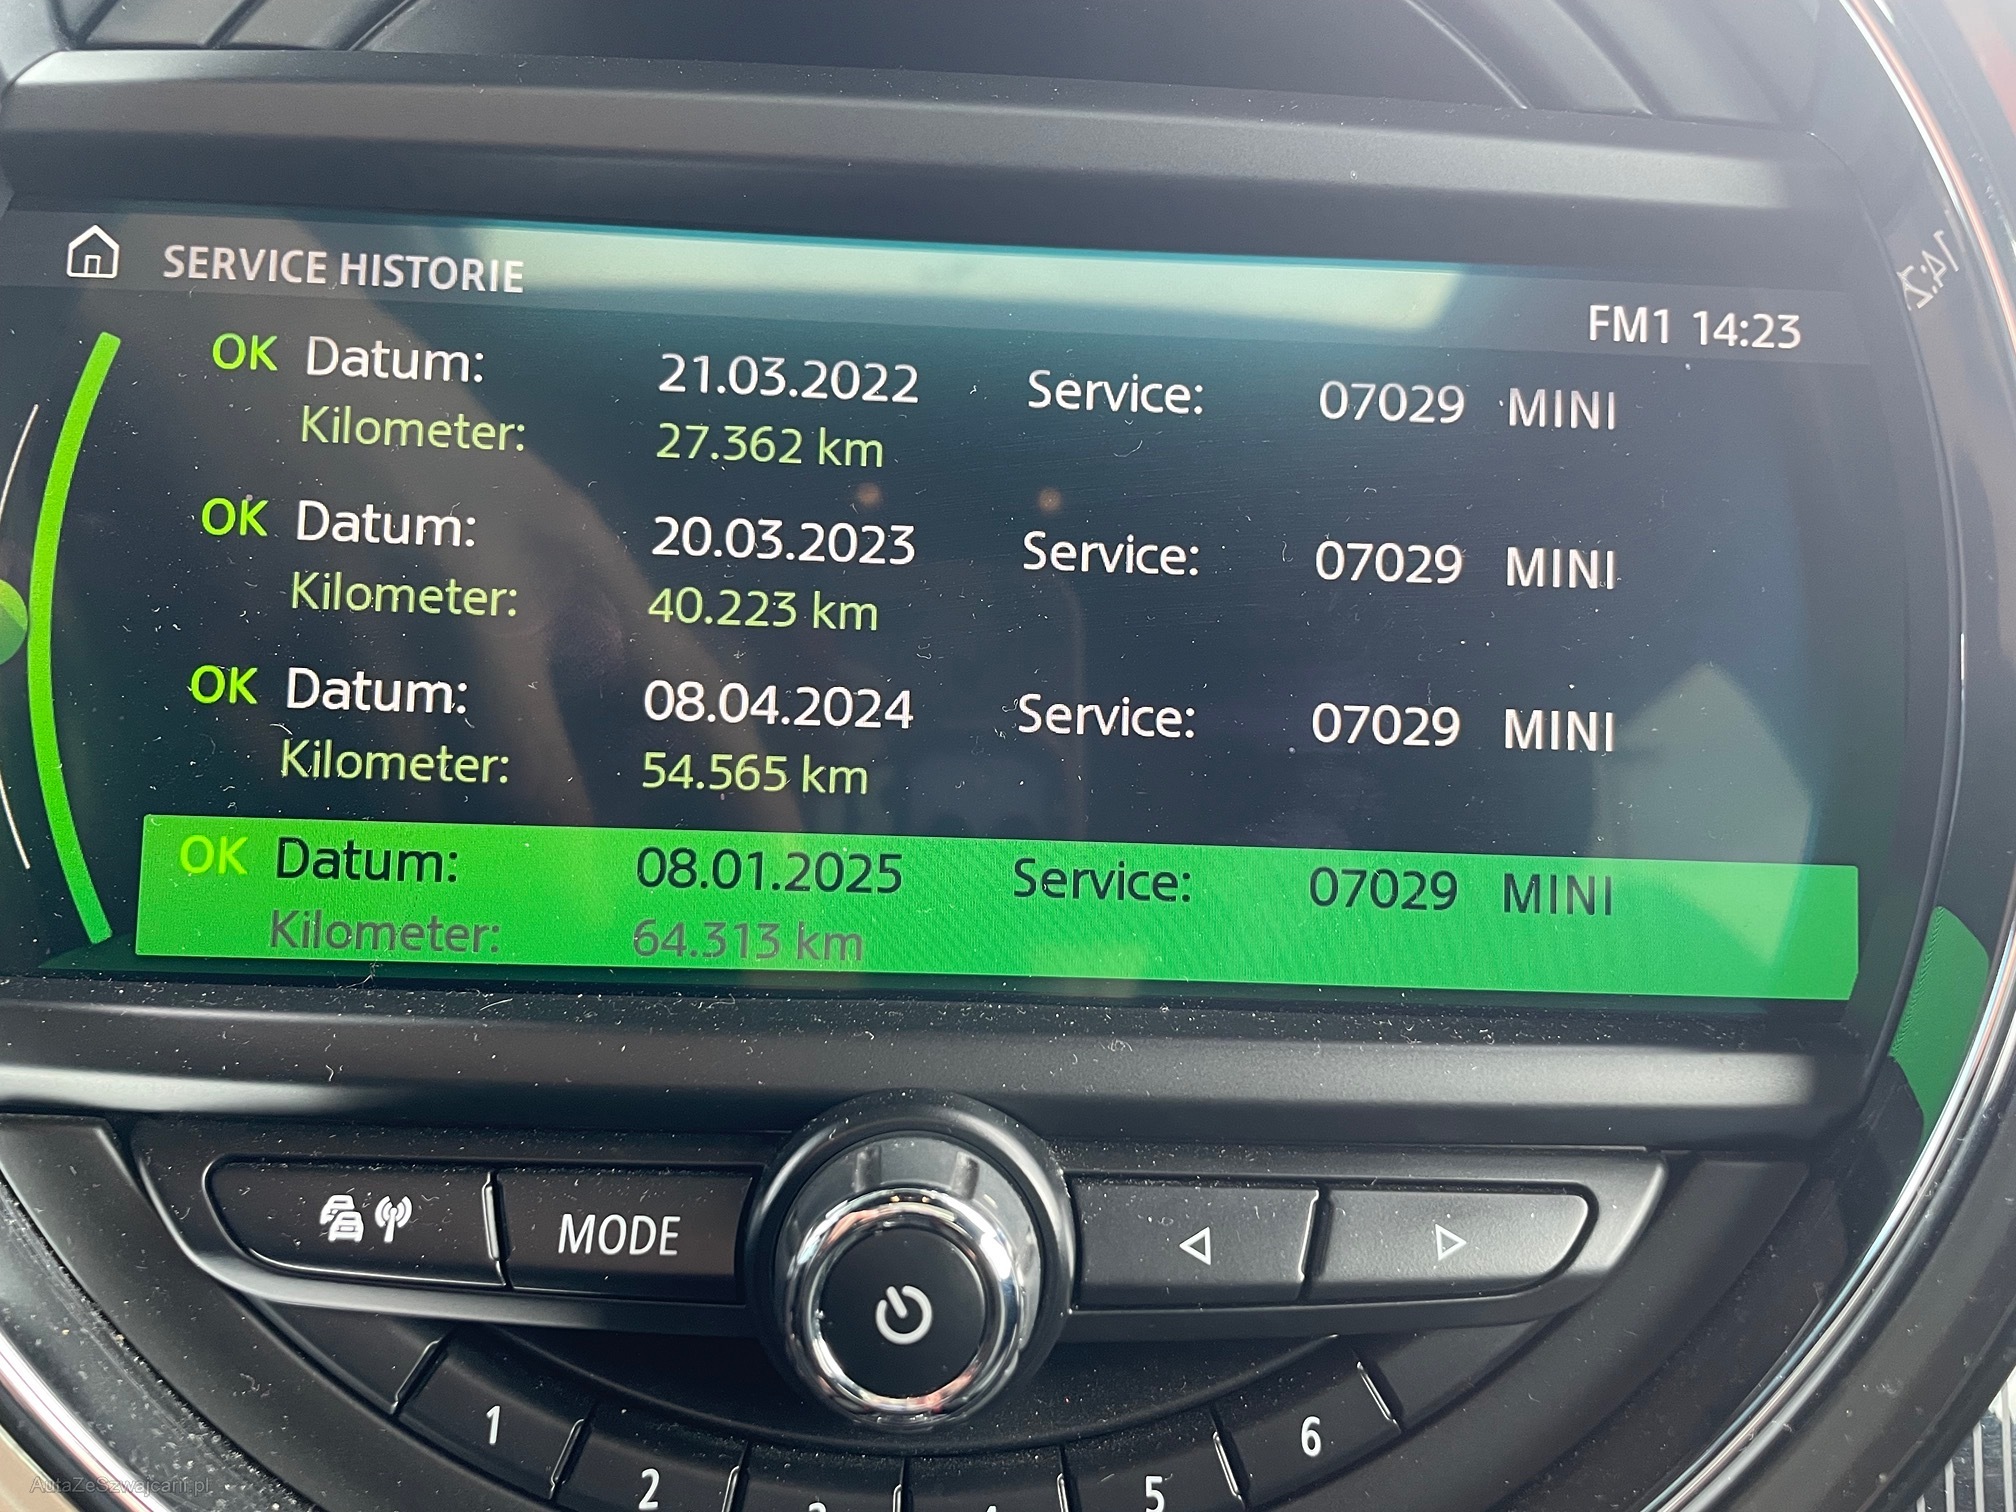 SERVICE HISTORIE
FM1 14:23
OK Datum: 21.03.2022 Service: 07029 MINI
Kilometer: 27.362 km
OK Datum: 20.03.2023 Service: 07029 MINI
Kilometer: 40.223 km
OK Datum: 08.04.2024 Service: 07029 MINI
Kilometer: 54.565 km
OK Datum: 08.01.2025 Service: 07029 MINI
Kilometer: 64.313 km
MODE
1
2
5
6
AutaZeSzwajcarii.pl